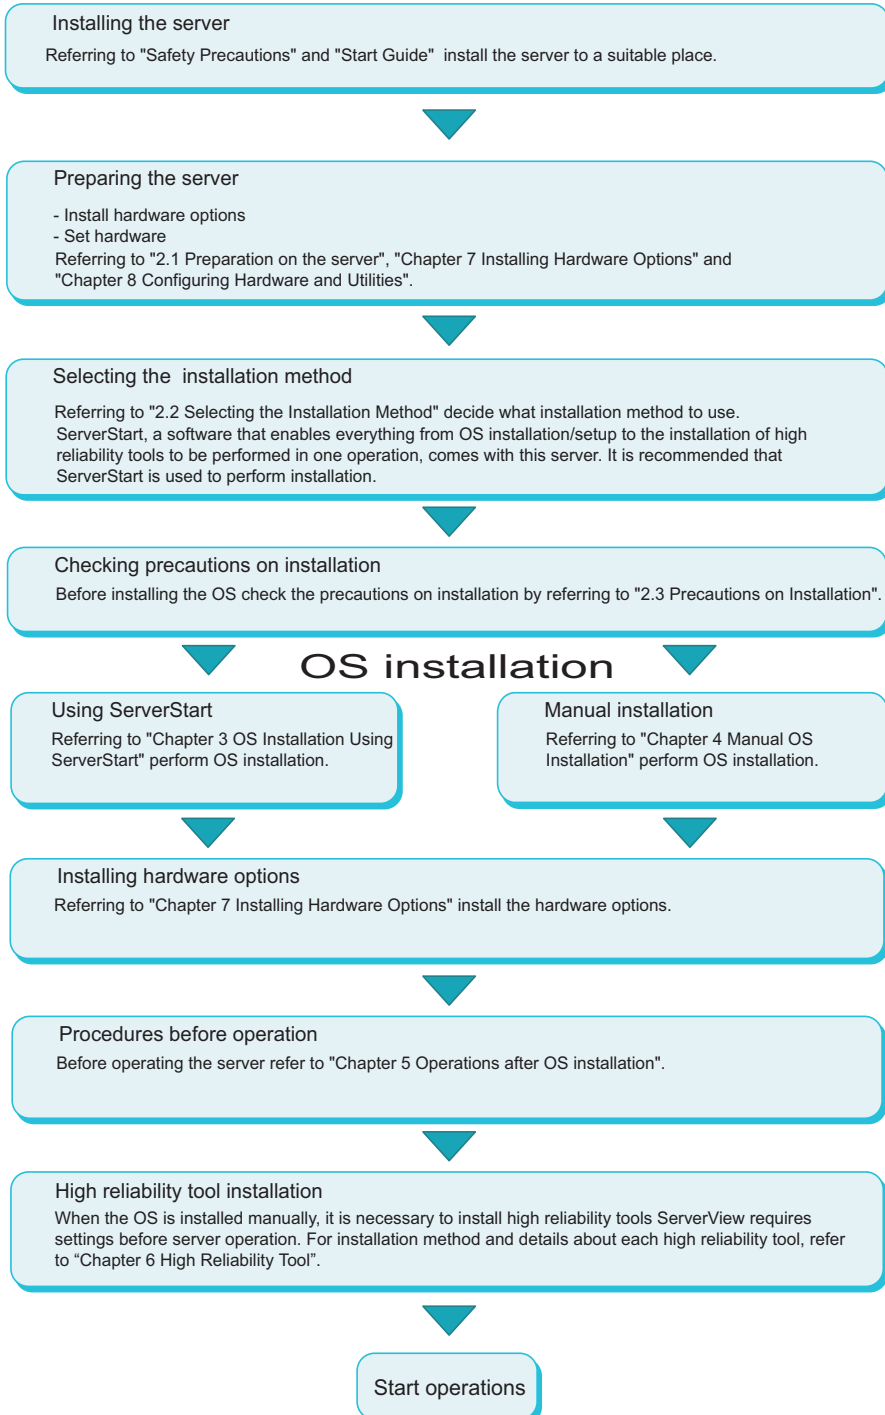 Installing the server
Referring to "Safety Precautions" and "Start Guide"  install the server to a suitable place.
Preparing the server
- Install hardware options
- Set hardware
Referring to "2.1 Preparation on the server", "Chapter 7 Installing Hardware Options" and
"Chapter 8 Configuring Hardware and Utilities".
Selecting the  installation method
Referring to "2.2 Selecting the Installation Method" decide what installation method to use.
ServerStart, a software that enables everything from OS installation/setup to the installation of high
reliability tools to be performed in one operation, comes with this server. It is recommended that
ServerStart is used to perform installation.
Checking precautions on installation
Before installing the OS check the precautions on installation by referring to "2.3 Precautions on Installation".
OS installation
Using ServerStart
Referring to "Chapter 3 OS Installation Using
ServerStart" perform OS installation.
Manual installation
Referring to "Chapter 4 Manual OS
Installation" perform OS installation.
Installing hardware options
Referring to "Chapter 7 Installing Hardware Options" install the hardware options.
Procedures before operation
Before operating the server refer to "Chapter 5 Operations after OS installation".
High reliability tool installation
When the OS is installed manually, it is necessary to install high reliability tools ServerView requires
settings before server operation. For installation method and details about each high reliability tool, refer
to “Chapter 6 High Reliability Tool”.
Start operations